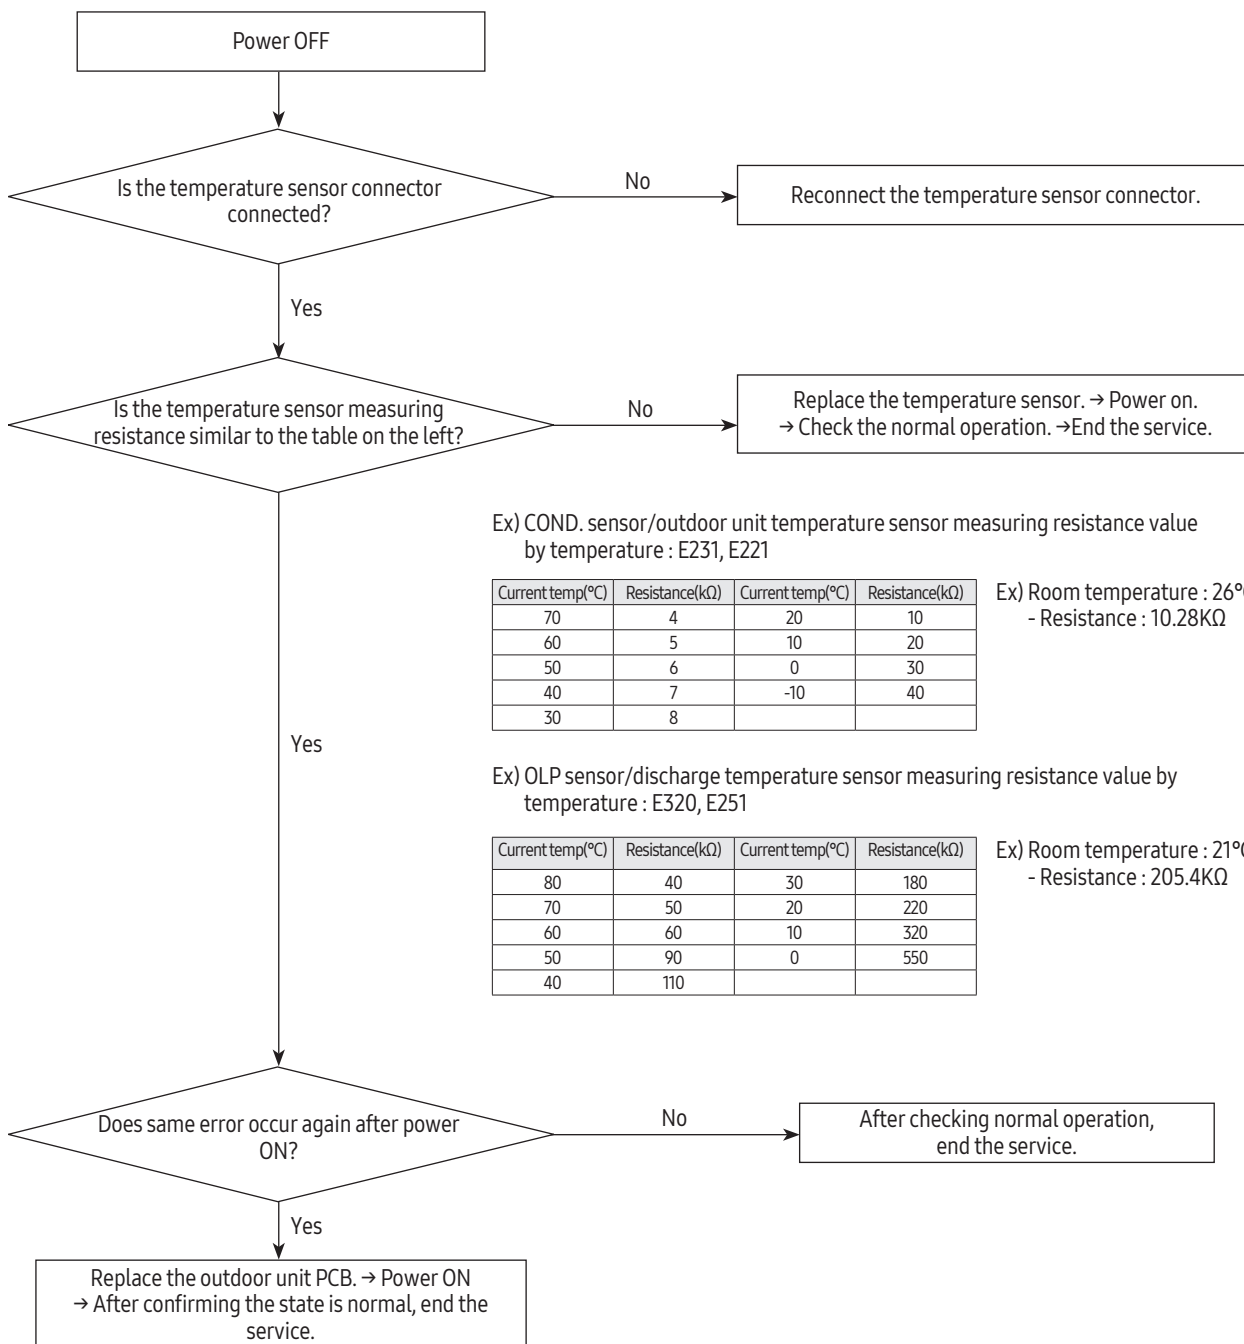 Power OFF
Is the temperature sensor connector
connected?
No
Reconnect the temperature sensor connector.
Yes
Is the temperature sensor measuring
resistance similar to the table on the left?
No
Replace the temperature sensor. → Power on.
→ Check the normal operation. →End the service.
Yes
Ex) COND. sensor/outdoor unit temperature sensor measuring resistance value
by temperature : E231, E221
Current temp(°C) Resistance(kΩ) Current temp(°C) Resistance(kΩ)
70 4 20 10
60 5 10 20
50 6 0 30
40 7 -10 40
30 8
Ex) Room temperature : 26°
- Resistance : 10.28KΩ
Ex) OLP sensor/discharge temperature sensor measuring resistance value by
temperature : E320, E251
Current temp(°C) Resistance(kΩ) Current temp(°C) Resistance(kΩ)
80 40 30 180
70 50 20 220
60 60 10 320
50 90 0 550
40 110
Ex) Room temperature : 21°
- Resistance : 205.4KΩ
Does same error occur again after power
ON?
No
After checking normal operation,
end the service.
Yes
Replace the outdoor unit PCB. → Power ON
→ After confirming the state is normal, end the
service.